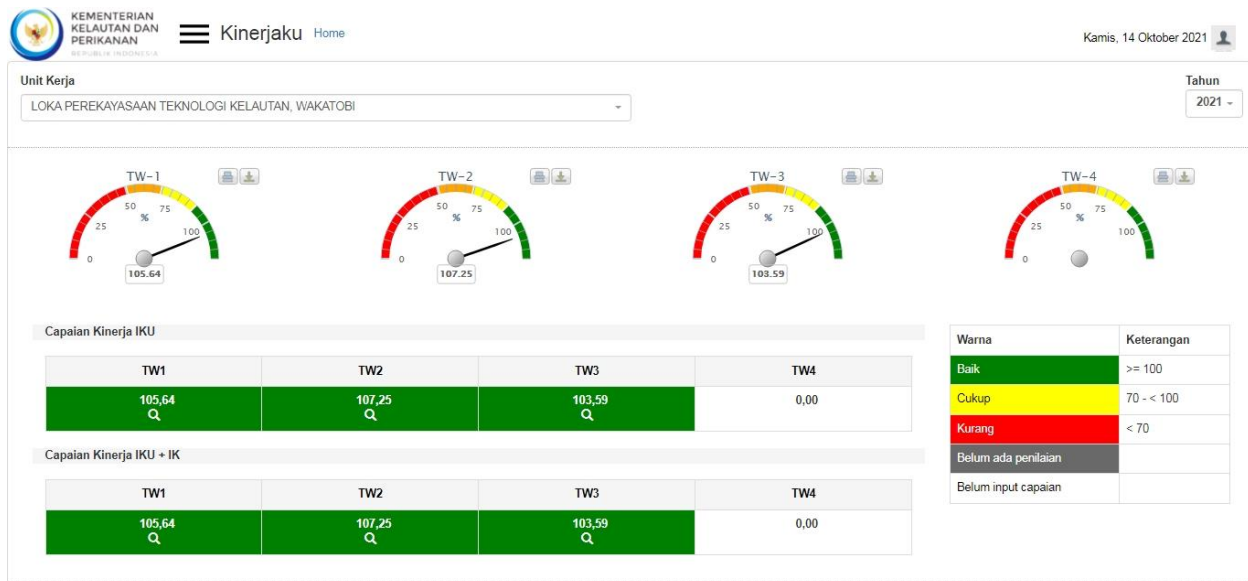 KEMENTERIAN
KELAUTAN DAN
PERIKANAN
REPUBLIK INDONESIA
Kinerjaku Home
Kamis, 14 Oktober 2021
Unit Kerja
Tahun
LOKA PEREKAYASAAN TEKNOLOGI KELAUTAN, WAKATOBI
2021
TW-1
0 25 50 75 100
%
105.64
TW-2
25 50 75 100
%
107.25
TW-3
0 25 50 75 100
%
103.59
TW-4
0 25 50 75 100
%
Capaian Kinerja IKU
TW1 TW2 TW3 TW4
105,64 107,25 103,59 0,00
Capaian Kinerja IKU + IK
TW1 TW2 TW3 TW4
105,64 107,25 103,59 0,00
Warna Keterangan
Baik >= 100
Cukup 70 - < 100
Kurang < 70
Belum ada penilaian
Belum input capaian